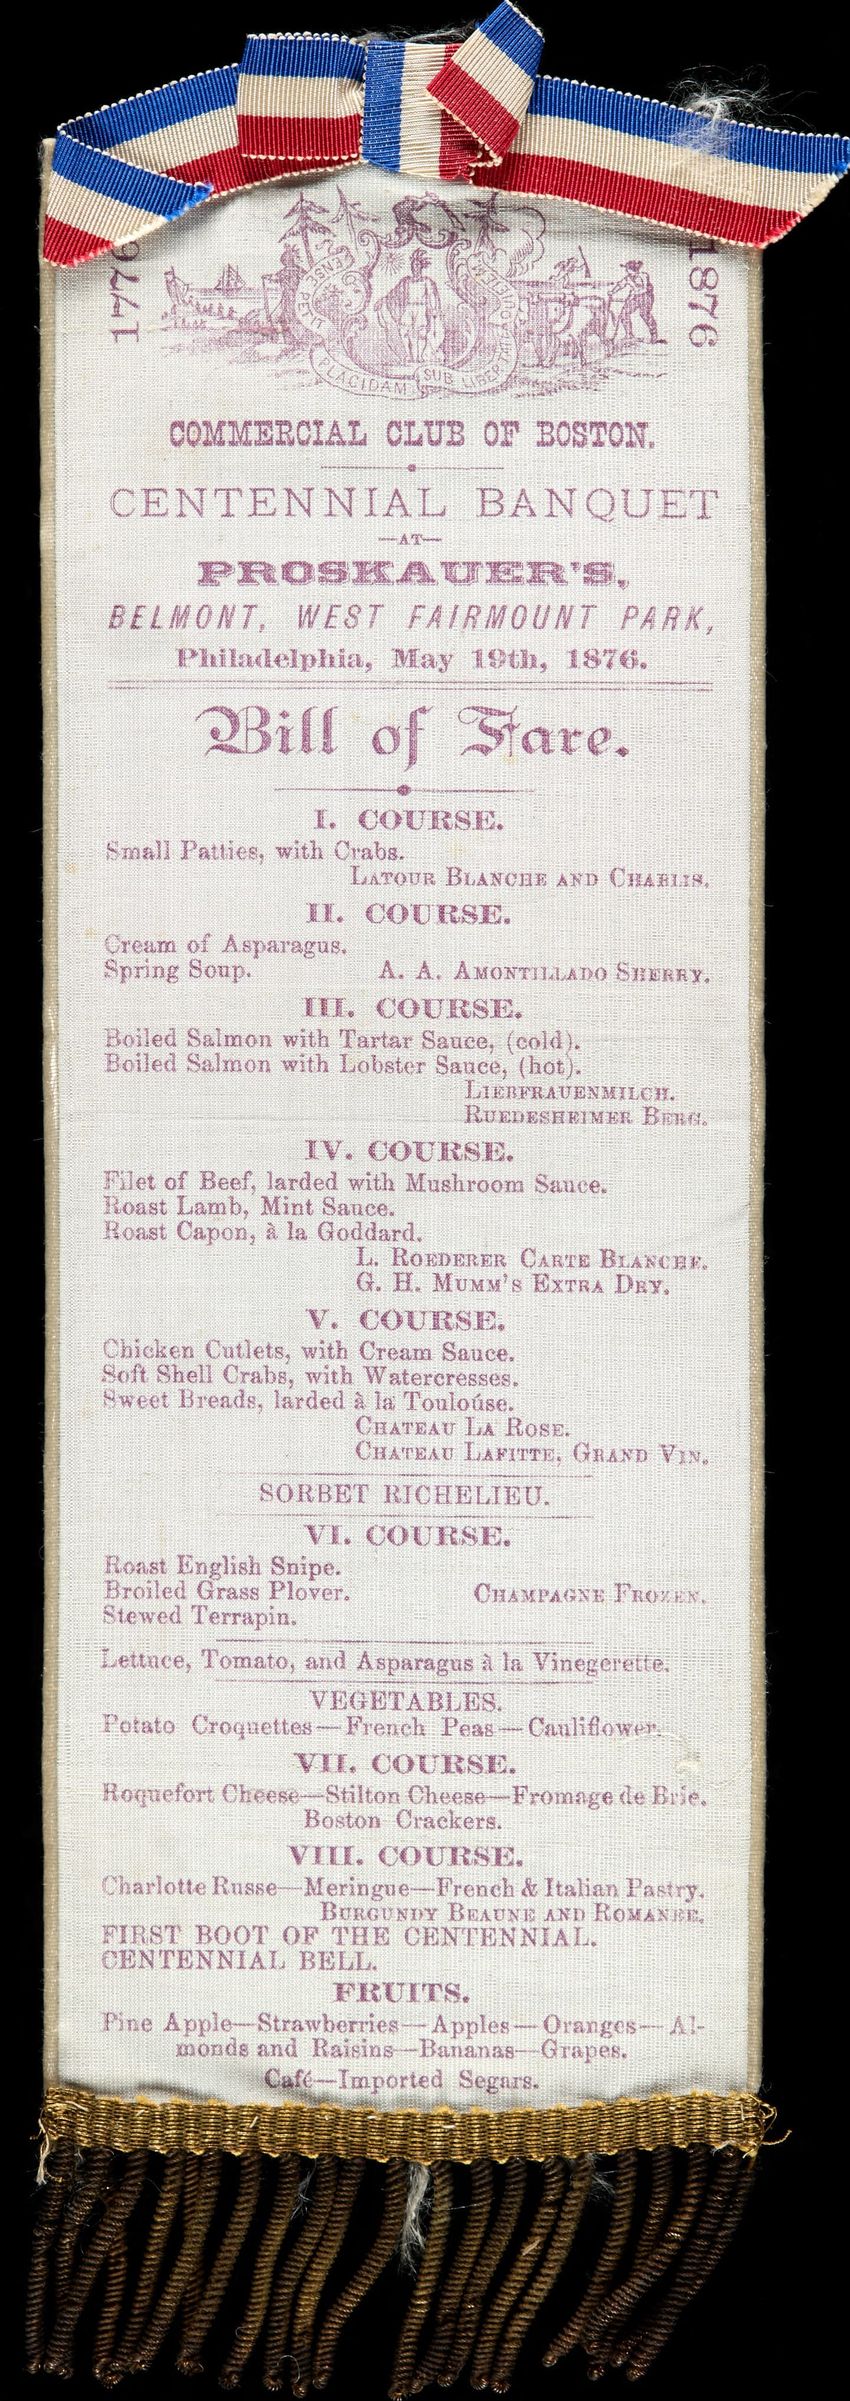 1776
1876
ENSE PETIT PLACIDAM SUB LIBERTATE QUIETEM
COMMERCIAL CLUB OF BOSTON.
CENTENNIAL BANQUET
—AT—
PROSKAUER'S,
BELMONT, WEST FAIRMOUNT PARK,
Philadelphia, May 19th, 1876.
Bill of Fare.
I. COURSE.
Small Patties, with Crabs.
LATOUR BLANCHE AND CHABLIS.
II. COURSE.
Cream of Asparagus.
Spring Soup. A. A. AMONTILLADO SHERRY.
III. COURSE.
Boiled Salmon with Tartar Sauce, (cold).
Boiled Salmon with Lobster Sauce, (hot).
LIEBFRAUENMILCH.
RUEDESHEIMER BERG.
IV. COURSE.
Filet of Beef, larded with Mushroom Sauce.
Roast Lamb, Mint Sauce.
Roast Capon, à la Goddard.
L. ROEDERER CARTE BLANCHE.
G. H. MUMM'S EXTRA DRY.
V. COURSE.
Chicken Cutlets, with Cream Sauce.
Soft Shell Crabs, with Watercresses.
Sweet Breads, larded à la Toulouse.
CHATEAU LA ROSE.
CHATEAU LAFITTE, GRAND VIN.
SORBET RICHELIEU.
VI. COURSE.
Roast English Snipe.
Broiled Grass Plover. CHAMPAGNE FROZEN.
Stewed Terrapin.
Lettuce, Tomato, and Asparagus à la Vinegerette.
VEGETABLES.
Potato Croquettes—French Peas—Cauliflower.
VII. COURSE.
Roquefort Cheese—Stilton Cheese—Fromage de Brie.
Boston Crackers.
VIII. COURSE.
Charlotte Russe—Meringue—French & Italian Pastry.
BURGUNDY BEAUNE AND ROMANEE.
FIRST BOOT OF THE CENTENNIAL.
CENTENNIAL BELL.
FRUITS.
Pine Apple—Strawberries—Apples—Oranges—Al-
monds and Raisins—Bananas—Grapes.
Café—Imported Segars.